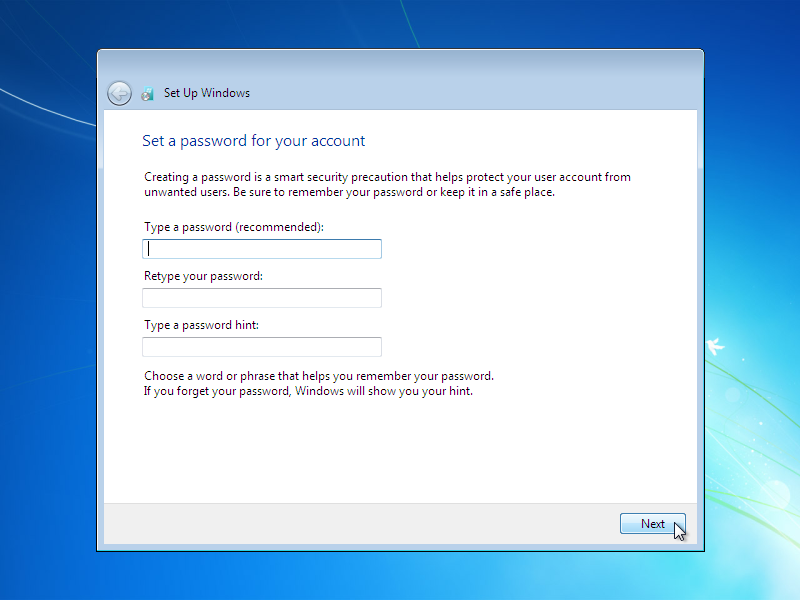 Set Up Windows
Set a password for your account
Creating a password is a smart security precaution that helps protect your user account from
unwanted users. Be sure to remember your password or keep it in a safe place.
Type a password (recommended):
Retype your password:
Type a password hint:
Choose a word or phrase that helps you remember your password.
If you forget your password, Windows will show you your hint.
Next